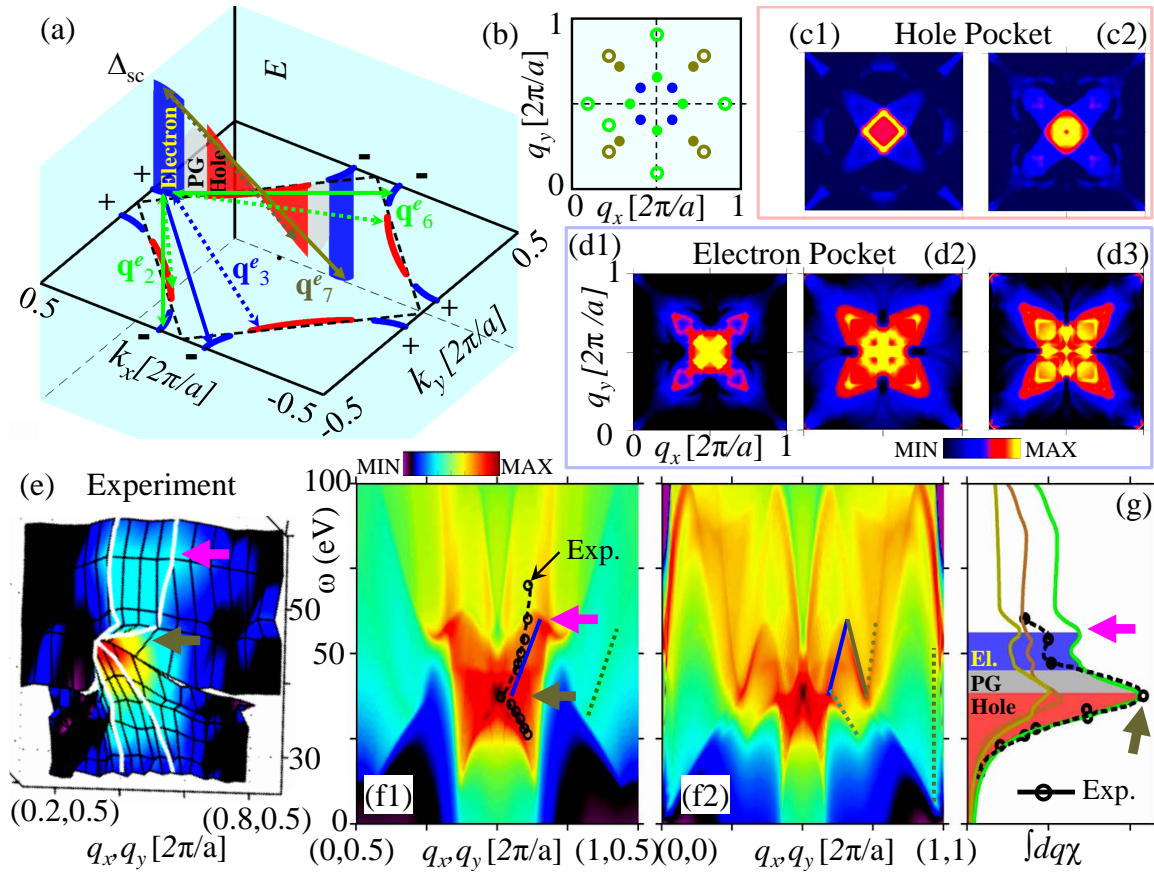 (a)
Δsc
E
Electron
PG
Hole
+
+
-
-
-
-
+
+
q^e_6
q^e_2
q^e_3
q^e_7
0.5
0.5
-0.5
-0.5
k_x [2π/a]
k_y [2π/a]
(b)
1
q_y [2π/a]
0
0
q_x [2π/a]
1
(c1)
Hole Pocket
(c2)
(d1)
Electron Pocket
(d2)
(d3)
1
q_y [2π/a]
0
0
q_x [2π/a]
1
MIN
MAX
(e)
Experiment
50
30
(0.2,0.5)
(0.8,0.5)
q_x,q_y [2π/a]
MIN
MAX
100
ω (eV)
50
0
Exp.
(f1)
(0,0.5)
q_x,q_y [2π/a]
(1,0.5)
(f2)
(0,0)
q_x,q_y [2π/a]
(1,1)
(g)
El.
PG
Hole
Exp.
∫dqχ